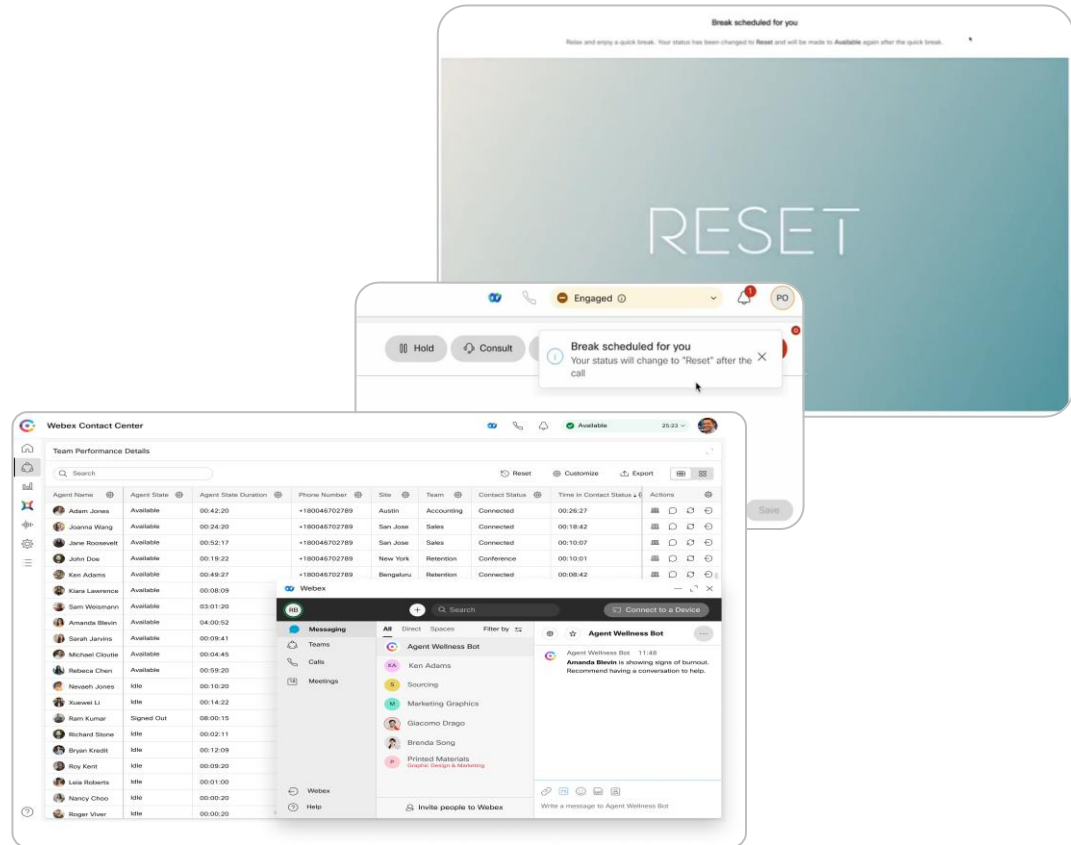 Break scheduled for you
Relax and enjoy a quick break. Your status has been changed to Reset and will be made to Available again after the quick break.
RESET
Engaged
1
PO
Hold
Consult
0
Break scheduled for you
Your status will change to "Reset" after the
call
Save
Webex Contact Center
Available
25:23
Team Performance Details
Search
Reset
Customize
Export
Agent Name Agent State Agent State Duration Phone Number Site Team Contact Status Time in Contact Status Actions
Adam Jones Available 00:42:20 +180046702789 Austin Accounting Connected 00:26:27
Joanna Wang Available 00:24:20 +180046702789 San Jose Sales Connected 00:18:42
Jane Roosevelt Available 00:52:17 +180046702789 San Jose Sales Connected 00:10:07
John Doe Available 00:19:22 +180046702789 New York Retention Conference 00:10:01
Ken Adams Available 00:49:27 +180046702789 Bengaluru Retention Connected 00:08:42
Kiara Lawrence Available 00:08:09
Sam Weismann Available 03:01:20
Amanda Blevin Available 04:00:52
Sarah Jarvins Available 00:09:41
Michael Cloutie Available 00:04:45
Rebeca Chen Available 00:59:20
Nevaeh Jones Idle 00:10:20
Xuewei Li Idle 00:14:22
Ram Kumar Signed Out 08:00:15
Richard Stone Idle 00:02:11
Bryan Kredit Idle 00:12:09
Roy Kent Idle 00:09:20
Leia Roberts Idle 00:01:00
Nancy Choo Idle 00:00:20
Roger Viver Idle 00:00:20
Webex
RB
Search
Connect to a Device
Messaging
Teams
Calls
Meetings
Webex
Help
All Direct Spaces Filter by
Agent Wellness Bot
KA Ken Adams
S Sourcing
M Marketing Graphics
Giacomo Drago
Brenda Song
P Printed Materials
Graphic Design & Marketing
Invite people to Webex
Agent Wellness Bot
Agent Wellness Bot 11:48
Amanda Blevin is showing signs of burnout.
Recommend having a conversation to help.
Write a message to Agent Wellness Bot